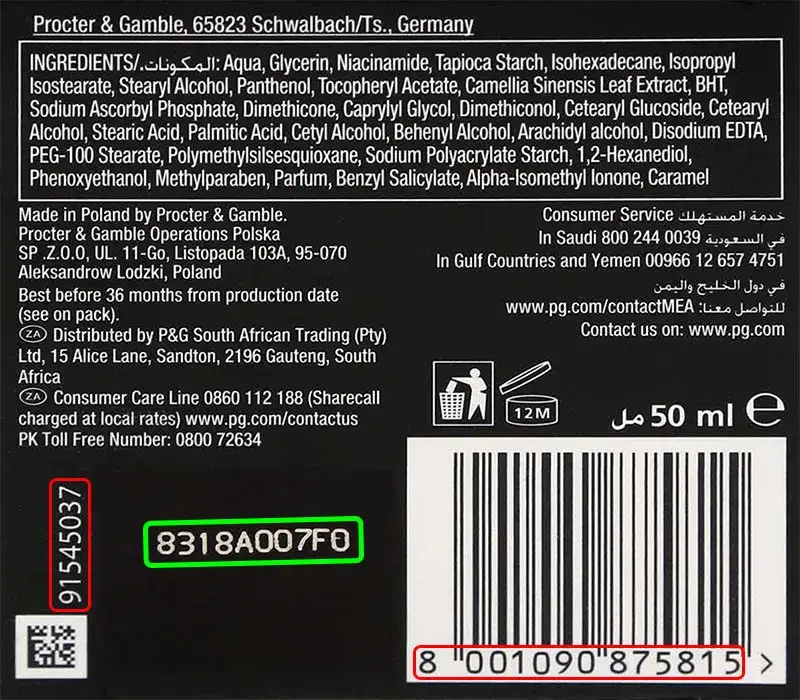 Procter & Gamble, 65823 Schwalbach/Ts., Germany
INGREDIENTS/المكونات.: Aqua, Glycerin, Niacinamide, Tapioca Starch, Isohexadecane, Isopropyl
Isostearate, Stearyl Alcohol, Panthenol, Tocopheryl Acetate, Camellia Sinensis Leaf Extract, BHT,
Sodium Ascorbyl Phosphate, Dimethicone, Caprylyl Glycol, Dimethiconol, Cetearyl Glucoside, Cetearyl
Alcohol, Stearic Acid, Palmitic Acid, Cetyl Alcohol, Behenyl Alcohol, Arachidyl alcohol, Disodium EDTA,
PEG-100 Stearate, Polymethylsilsesquioxane, Sodium Polyacrylate Starch, 1,2-Hexanediol,
Phenoxyethanol, Methylparaben, Parfum, Benzyl Salicylate, Alpha-Isomethyl Ionone, Caramel
Made in Poland by Procter & Gamble.
Procter & Gamble Operations Polska
SP .Z.O.O, UL. 11-Go, Listopada 103A, 95-070
Aleksandrow Lodzki, Poland
Best before 36 months from production date
(see on pack).
ZA Distributed by P&G South African Trading (Pty)
Ltd, 15 Alice Lane, Sandton, 2196 Gauteng, South
Africa
ZA Consumer Care Line 0860 112 188 (Sharecall
charged at local rates) www.pg.com/contactus
PK Toll Free Number: 0800 72634
Consumer Service خدمة المستهلك
In Saudi 800 244 0039 في السعودية
In Gulf Countries and Yemen 00966 12 657 4751
في دول الخليج واليمن
www.pg.com/contactMEA :للتواصل معنا
Contact us on: www.pg.com
12M
50 ml مل e
91545037
8318A007F0
8 001090 875815 >